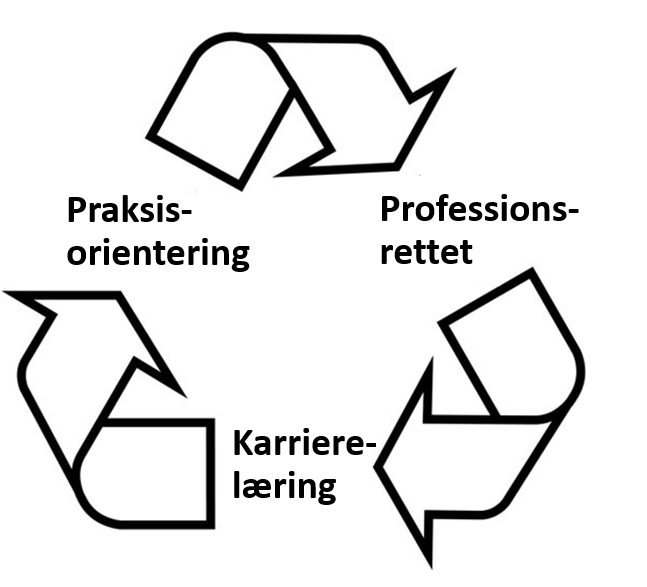 Praksis-
orientering
Professions-
rettet
Karriere-
læring